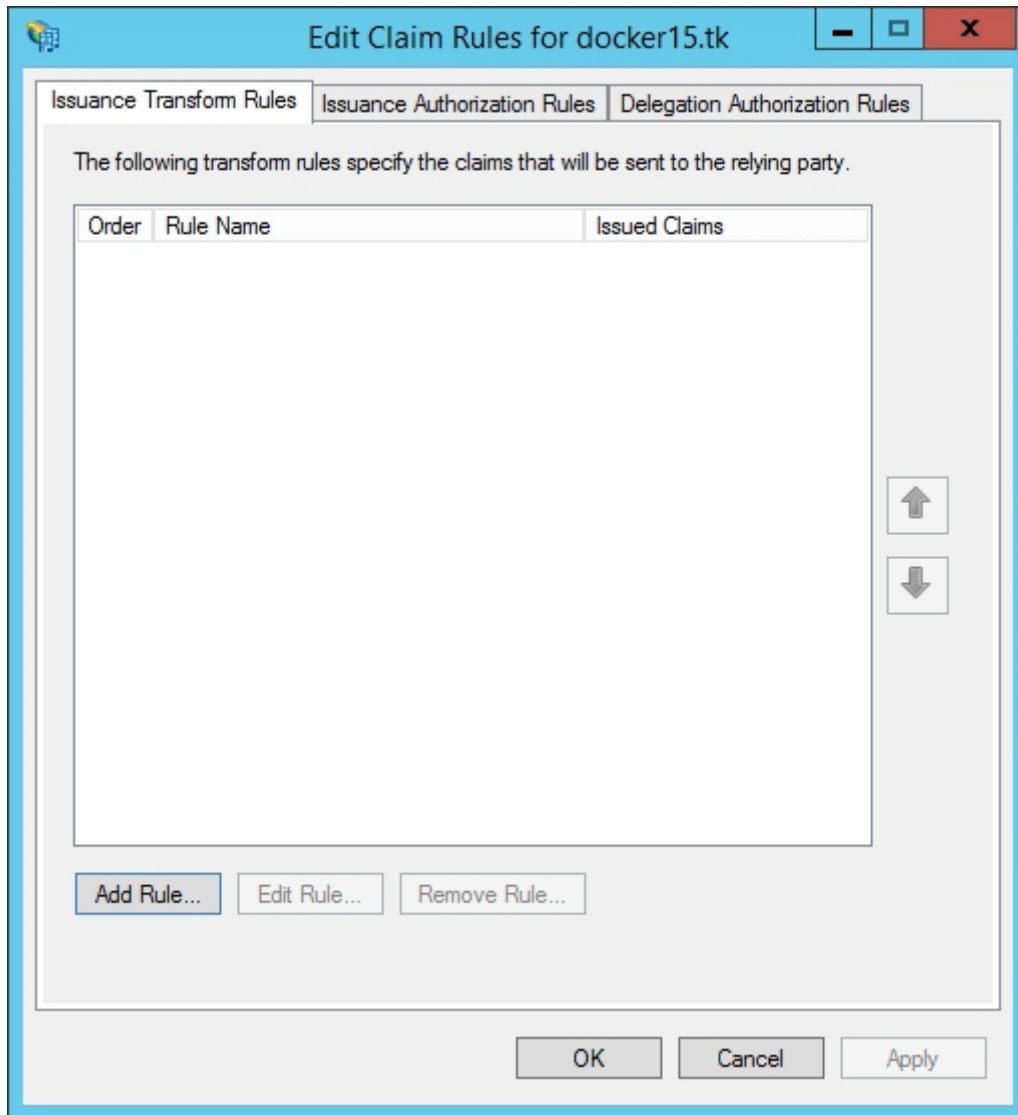 Edit Claim Rules for docker15.tk
Issuance Transform Rules Issuance Authorization Rules Delegation Authorization Rules
The following transform rules specify the claims that will be sent to the relying party.
Order Rule Name Issued Claims
Add Rule... Edit Rule... Remove Rule...
OK Cancel Apply